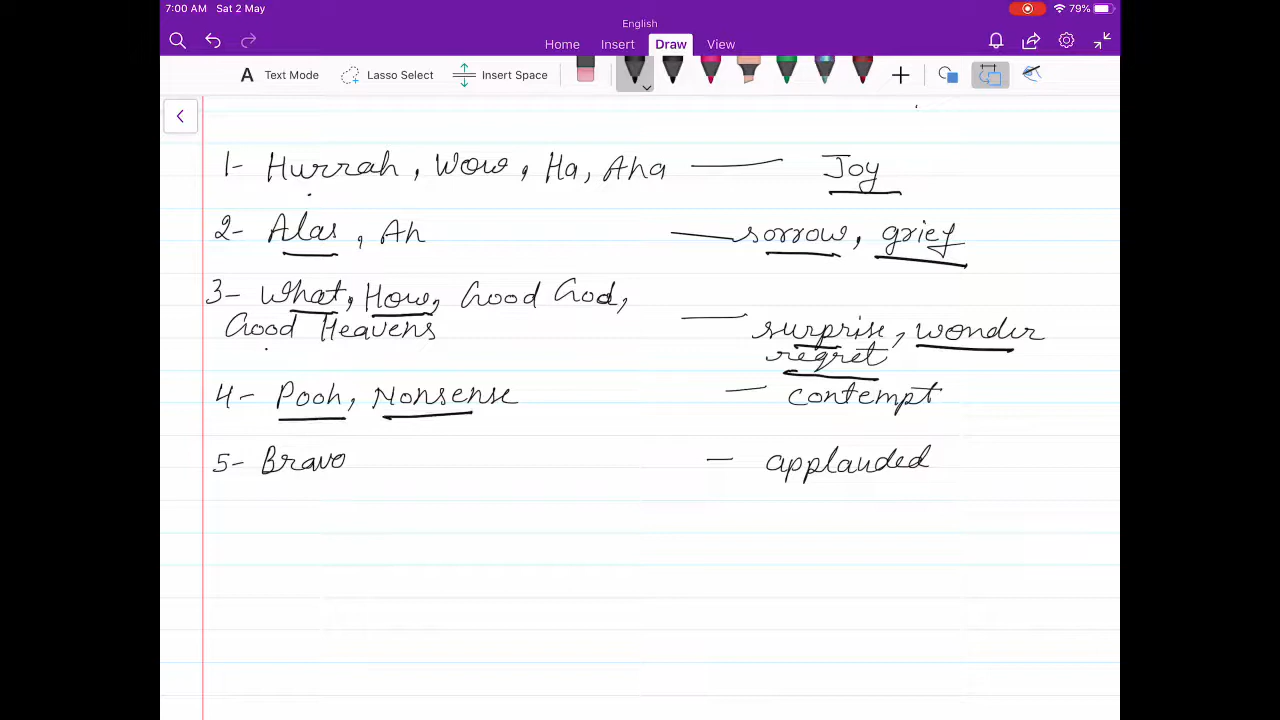 7:00 AM Sat 2 May
79%
English
Home Insert Draw View
A Text Mode Lasso Select Insert Space
1- Hurrah, Wow, Ha, Aha — Joy
2- Alas, Ah — sorrow, grief
3- What, How, Good God,
Good Heavens — surprise, wonder
regret
4- Pooh, Nonsense — contempt
5- Bravo — applauded